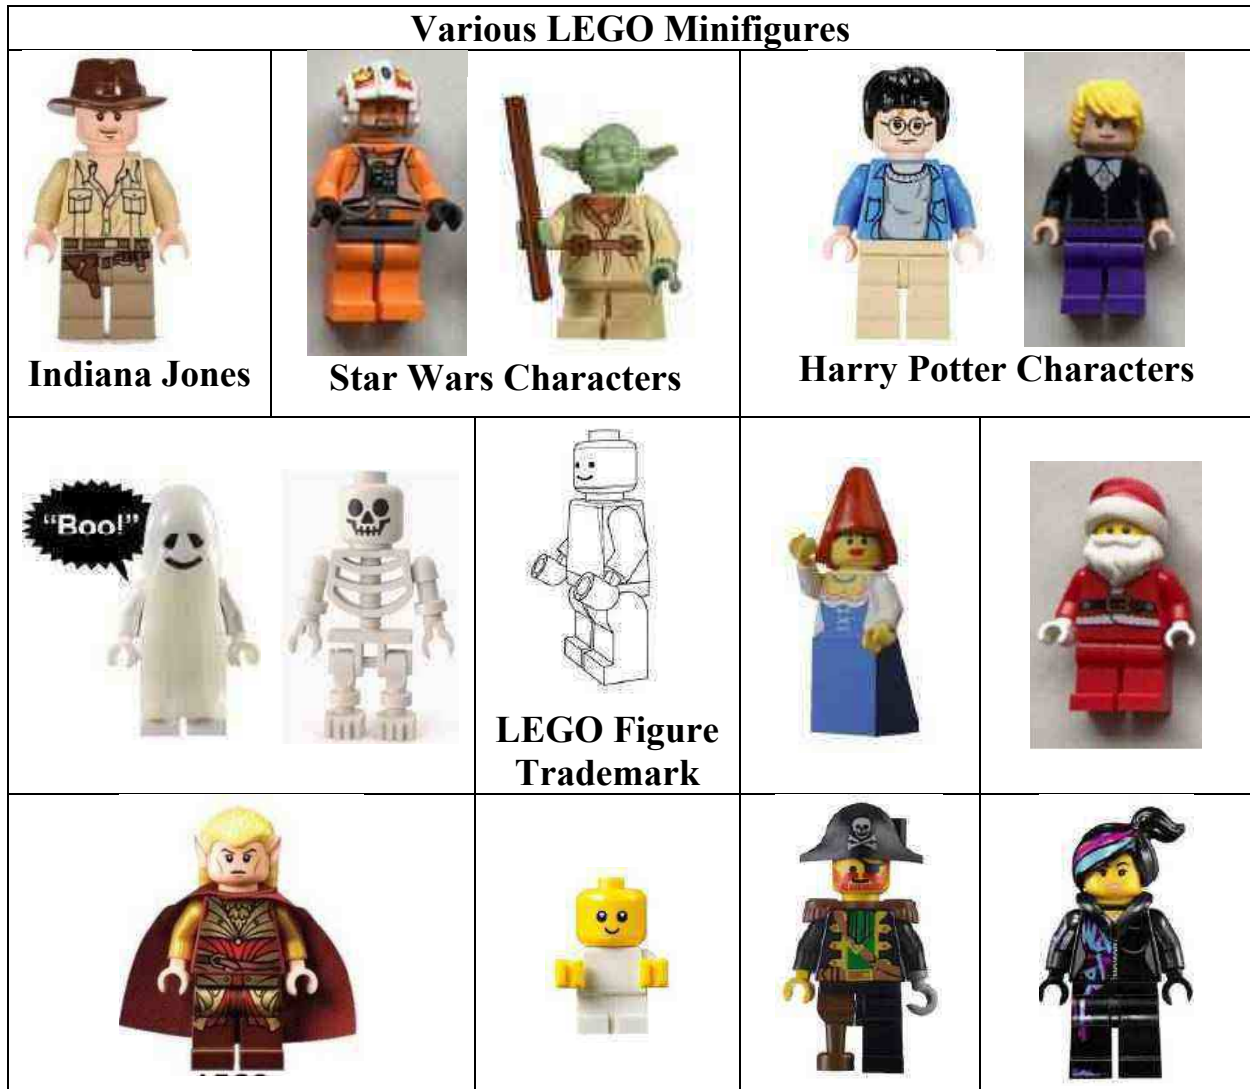 Various LEGO Minifigures
Indiana Jones
Star Wars Characters
Harry Potter Characters
“Boo!”
LEGO Figure
Trademark